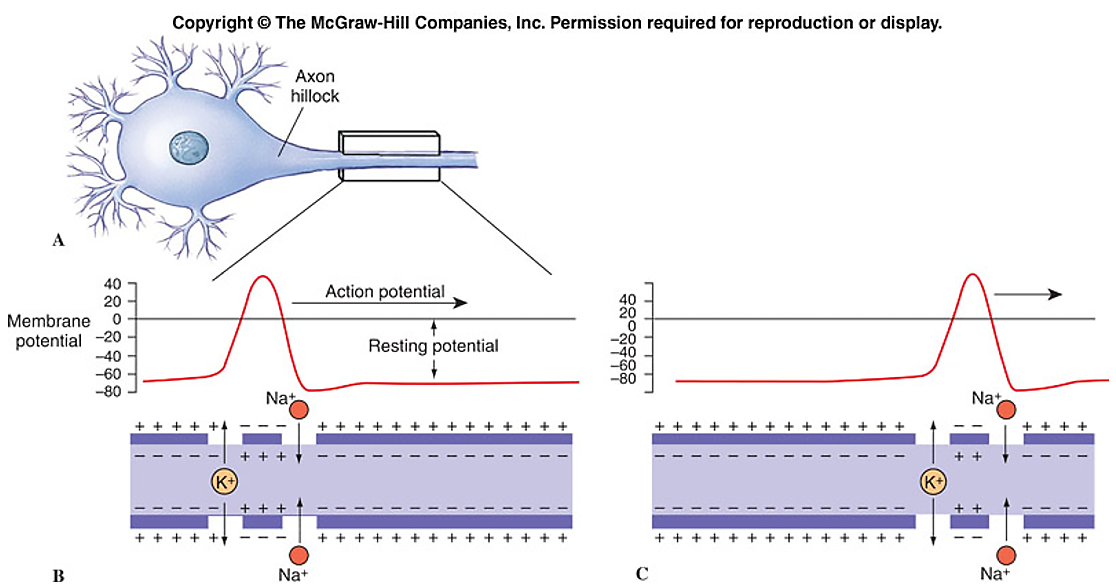 Copyright © The McGraw-Hill Companies, Inc. Permission required for reproduction or display.
Axon
hillock
A
40
20
0
−20
−40
−60
−80
Membrane
potential
Action potential
Resting potential
Na⁺
+ + + + + − − − + + + + + + + + + + + + +
− − − − − + + + − − − − − − − − − − − − −
K⁺
− − − − − + + + − − − − − − − − − − − − −
+ + + + + − − − + + + + + + + + + + + + +
Na⁺
B
40
20
0
−20
−40
−60
−80
Na⁺
+ + + + + + + + + + + + + + − − + + + +
− − − − − − − − − − − − − − + + − − − −
K⁺
− − − − − − − − − − − − − − + + − − − −
+ + + + + + + + + + + + + + − − + + + +
Na⁺
C